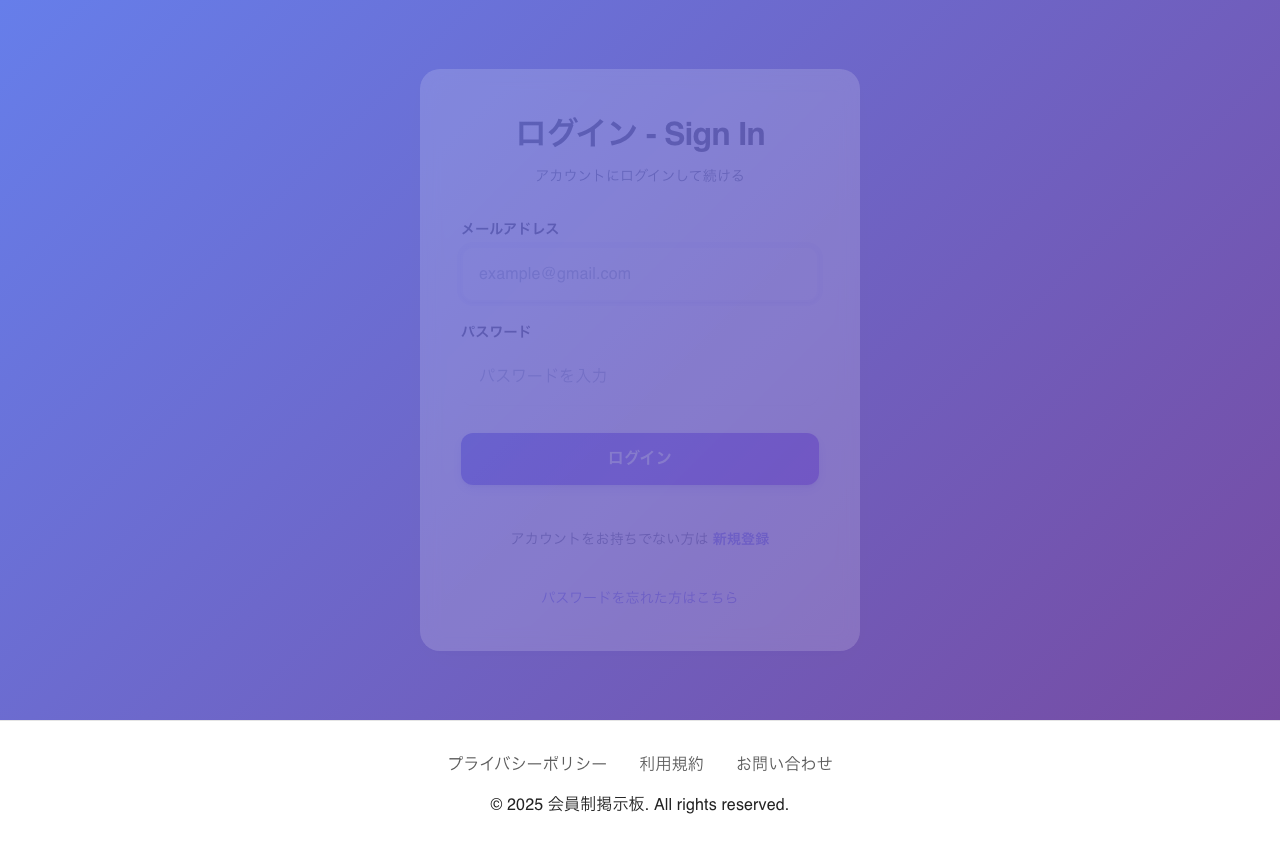 ログイン - Sign In
アカウントにログインして続ける
メールアドレス
example@gmail.com
パスワード
パスワードを入力
ログイン
アカウントをお持ちでない方は 新規登録
パスワードを忘れた方はこちら
プライバシーポリシー 利用規約 お問い合わせ
© 2025 会員制掲示板. All rights reserved.